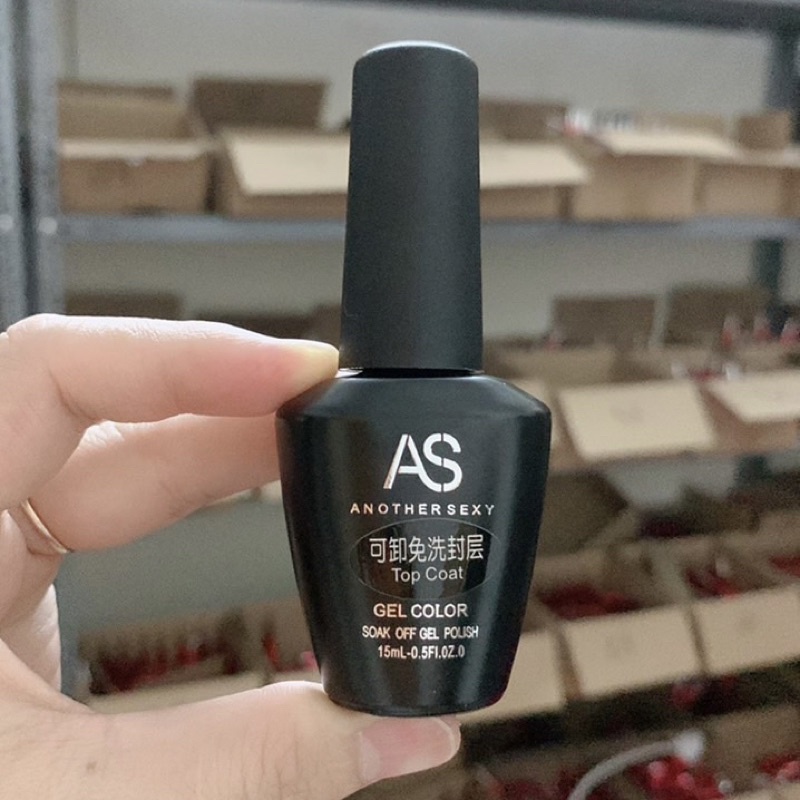 AS
ANOTHER SEXY
可卸免洗封层
Top Coat
GEL COLOR
SOAK OFF GEL POLISH
15mL-0.5Fl.OZ.0